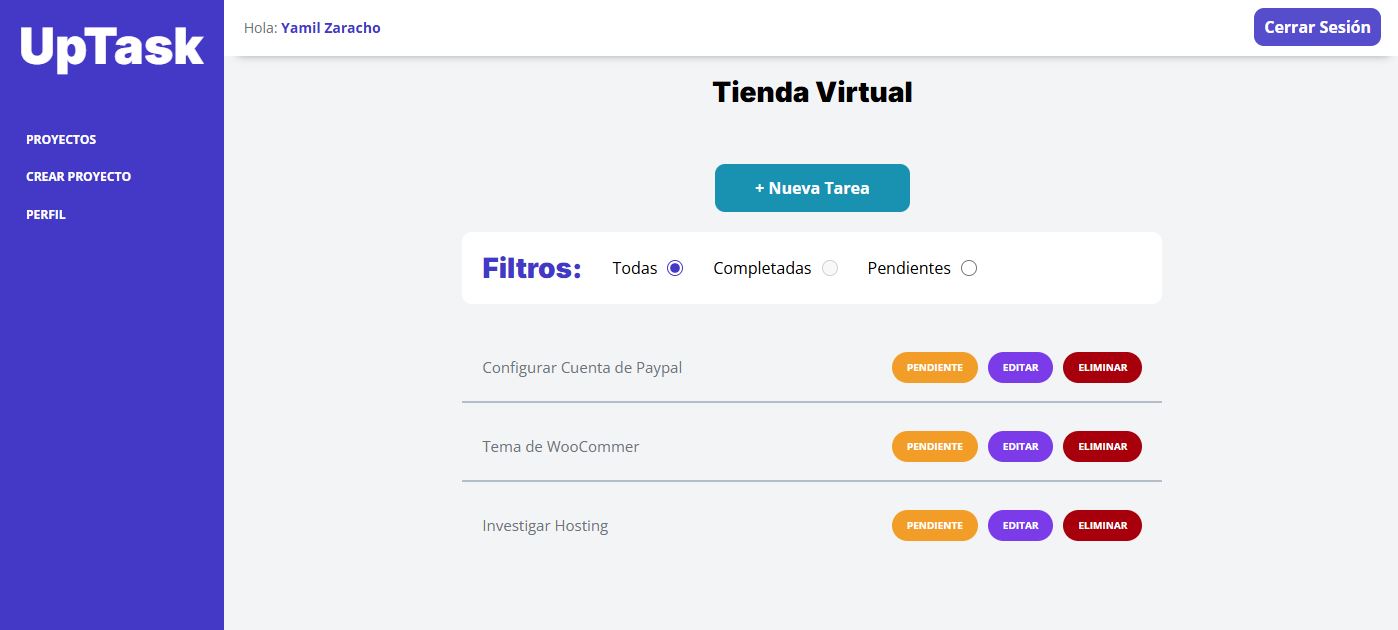 UpTask
Hola: Yamil Zaracho
Cerrar Sesión
PROYECTOS
CREAR PROYECTO
PERFIL
Tienda Virtual
+ Nueva Tarea
Filtros: Todas Completadas Pendientes
Configurar Cuenta de Paypal PENDIENTE EDITAR ELIMINAR
Tema de WooCommer PENDIENTE EDITAR ELIMINAR
Investigar Hosting PENDIENTE EDITAR ELIMINAR